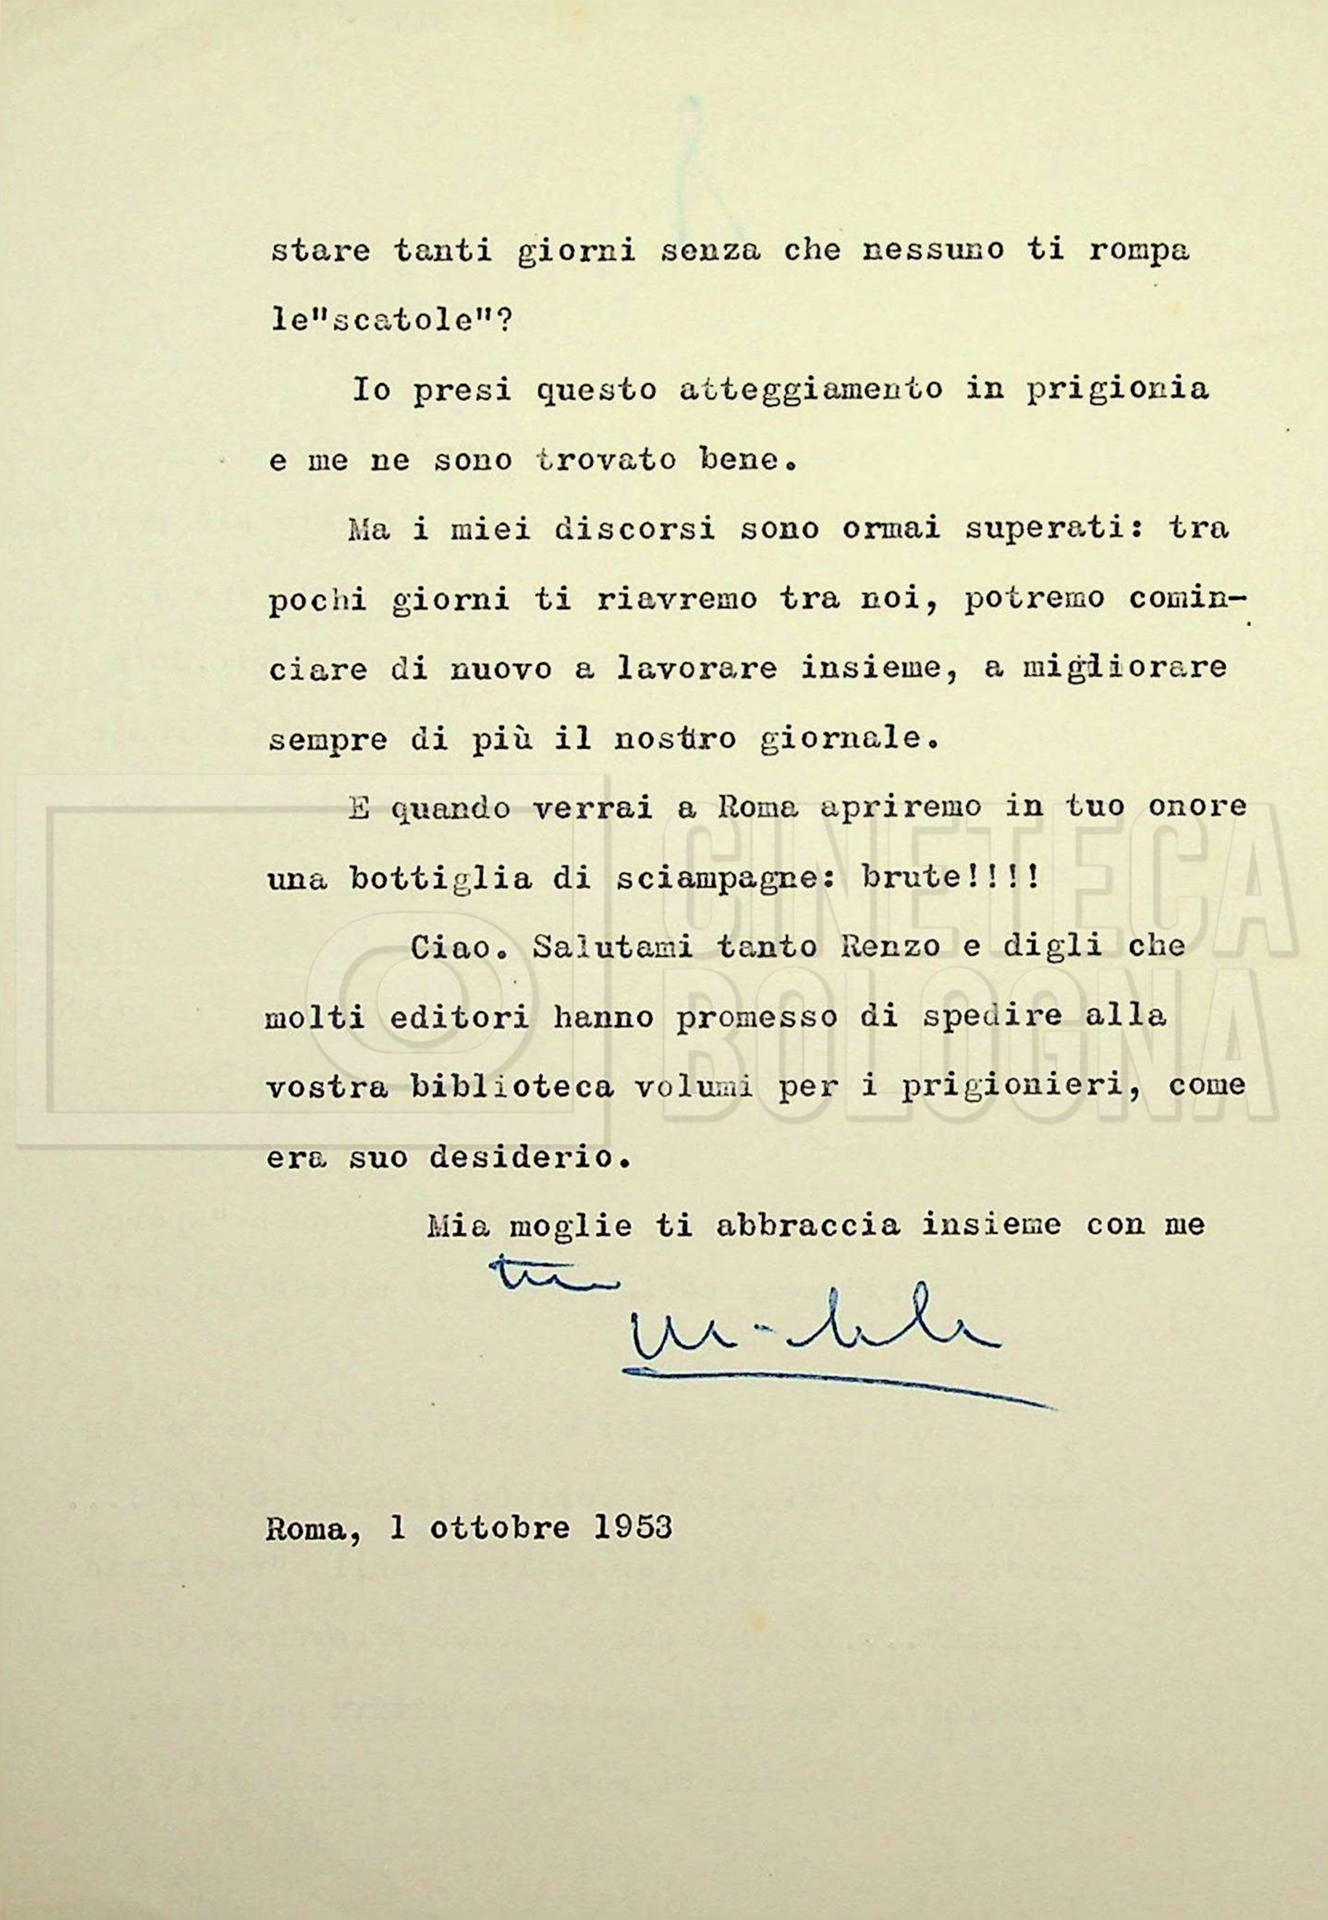 stare tanti giorni senza che nessuno ti rompa
le"scatole"?
Io presi questo atteggiamento in prigionia
e me ne sono trovato bene.
Ma i miei discorsi sono ormai superati: tra
pochi giorni ti riavremo tra noi, potremo comin-
ciare di nuovo a lavorare insieme, a migliorare
sempre di più il nostro giornale.
E quando verrai a Roma apriremo in tuo onore
una bottiglia di sciampagne: brute!!!!
Ciao. Salutami tanto Renzo e digli che
molti editori hanno promesso di spedire alla
vostra biblioteca volumi per i prigionieri, come
era suo desiderio.
Mia moglie ti abbraccia insieme con me
Roma, 1 ottobre 1953
CINETECA
BOLOGNA